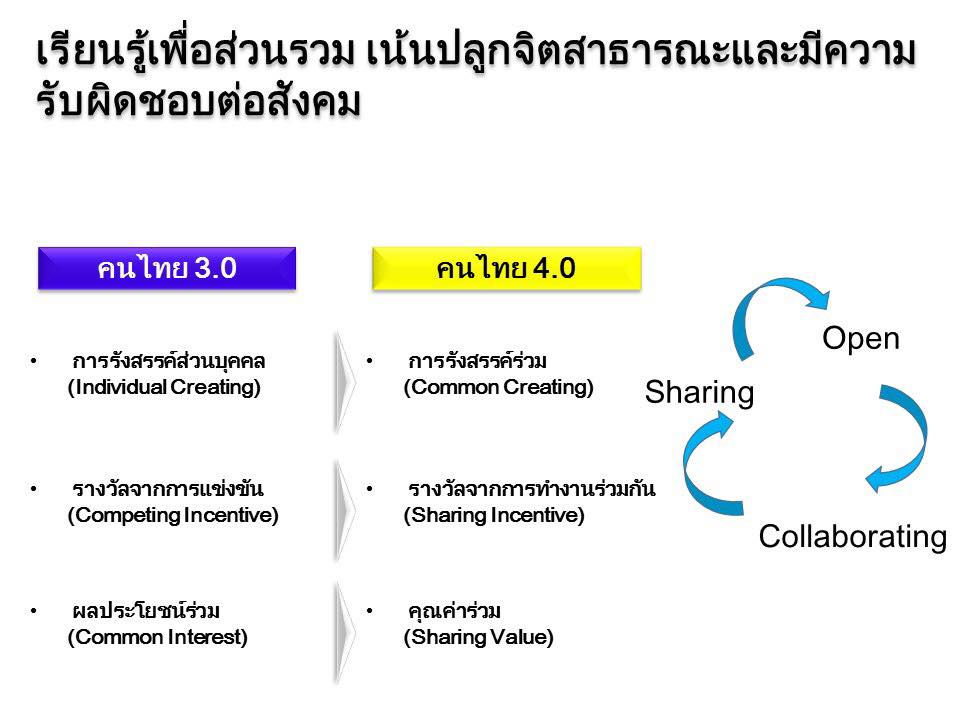 เรียนรู้เพื่อส่วนรวม เน้นปลูกจิตสาธารณะและมีความ
รับผิดชอบต่อสังคม
คนไทย 3.0
คนไทย 4.0
• การรังสรรค์ส่วนบุคคล
(Individual Creating)
• การรังสรรค์ร่วม
(Common Creating)
• รางวัลจากการแข่งขัน
(Competing Incentive)
• รางวัลจากการทำงานร่วมกัน
(Sharing Incentive)
• ผลประโยชน์ร่วม
(Common Interest)
• คุณค่าร่วม
(Sharing Value)
Open
Sharing
Collaborating